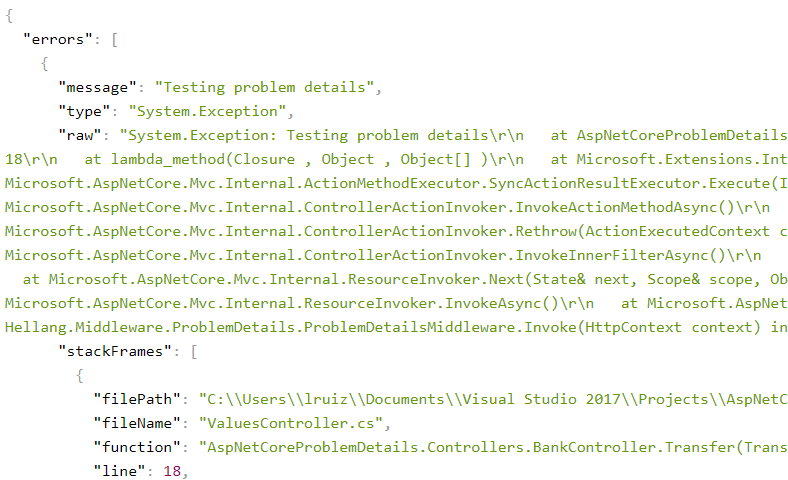 {
  "errors": [
    {
      "message": "Testing problem details",
      "type": "System.Exception",
      "raw": "System.Exception: Testing problem details\r\n   at AspNetCoreProblemDetails
18\r\n   at lambda_method(Closure , Object , Object[] )\r\n   at Microsoft.Extensions.Int
Microsoft.AspNetCore.Mvc.Internal.ActionMethodExecutor.SyncActionResultExecutor.Execute(I
Microsoft.AspNetCore.Mvc.Internal.ControllerActionInvoker.InvokeActionMethodAsync()\r\n
Microsoft.AspNetCore.Mvc.Internal.ControllerActionInvoker.Rethrow(ActionExecutedContext c
Microsoft.AspNetCore.Mvc.Internal.ControllerActionInvoker.InvokeInnerFilterAsync()\r\n
  at Microsoft.AspNetCore.Mvc.Internal.ResourceInvoker.Next(State& next, Scope& scope, Ob
Microsoft.AspNetCore.Mvc.Internal.ResourceInvoker.InvokeAsync()\r\n   at Microsoft.AspNet
Hellang.Middleware.ProblemDetails.ProblemDetailsMiddleware.Invoke(HttpContext context) in
      "stackFrames": [
        {
          "filePath": "C:\\Users\\lruiz\\Documents\\Visual Studio 2017\\Projects\\AspNetC
          "fileName": "ValuesController.cs",
          "function": "AspNetCoreProblemDetails.Controllers.BankController.Transfer(Trans
          "line": 18,